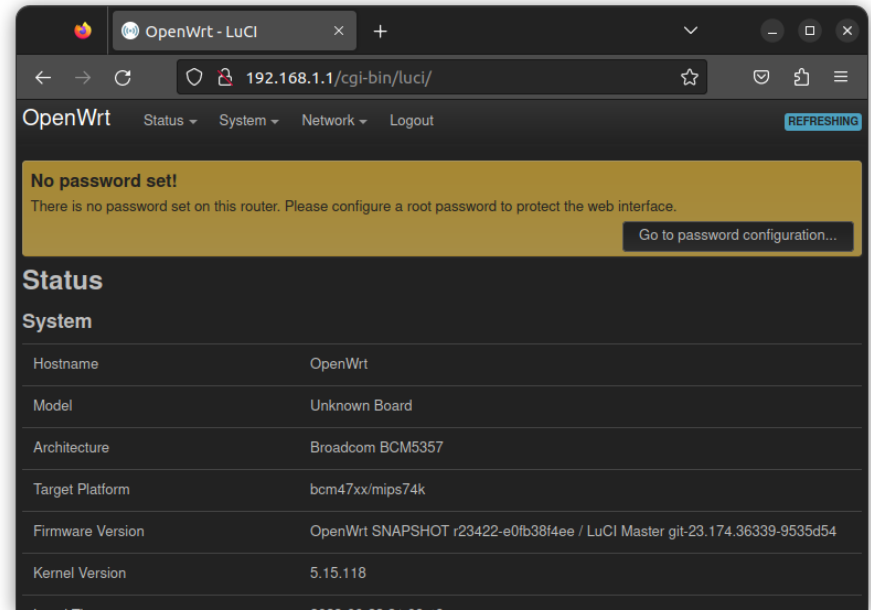 OpenWrt - LuCI
192.168.1.1/cgi-bin/luci/
OpenWrt Status System Network Logout REFRESHING
No password set!
There is no password set on this router. Please configure a root password to protect the web interface.
Go to password configuration...
Status
System
Hostname OpenWrt
Model Unknown Board
Architecture Broadcom BCM5357
Target Platform bcm47xx/mips74k
Firmware Version OpenWrt SNAPSHOT r23422-e0fb38f4ee / LuCI Master git-23.174.36339-9535d54
Kernel Version 5.15.118